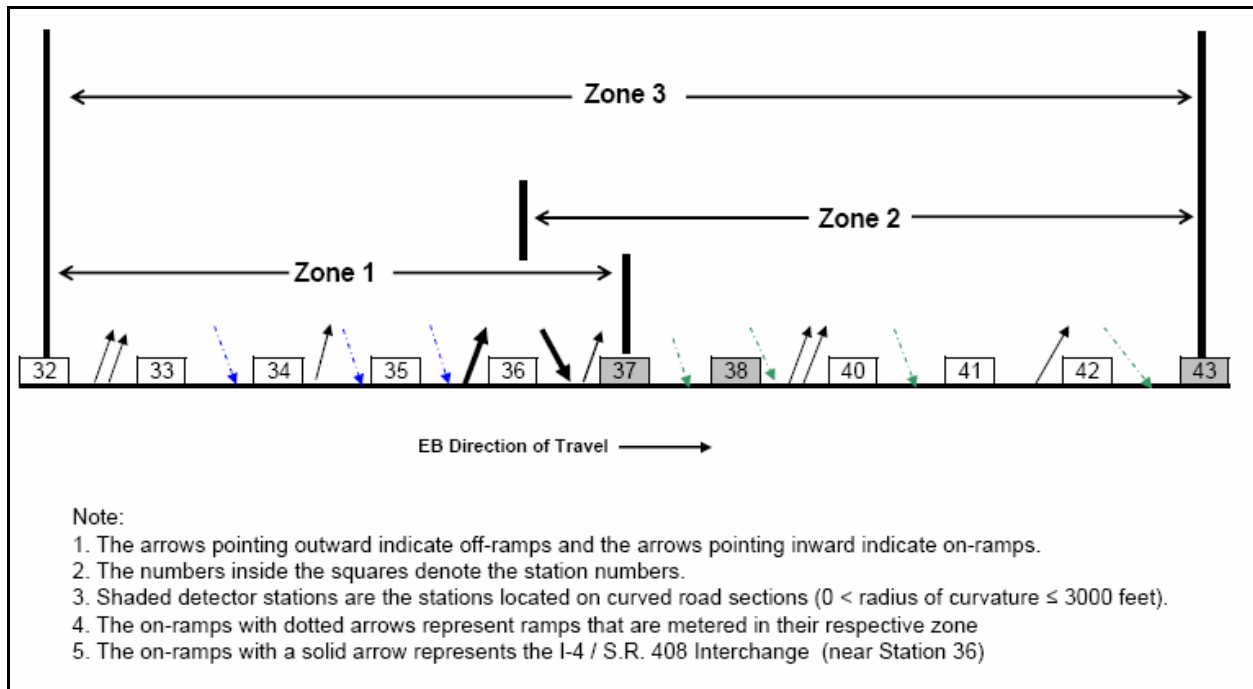 Zone 3
Zone 2
Zone 1
32 33 34 35 36 37 38 40 41 42 43
EB Direction of Travel
Note:
1. The arrows pointing outward indicate off-ramps and the arrows pointing inward indicate on-ramps.
2. The numbers inside the squares denote the station numbers.
3. Shaded detector stations are the stations located on curved road sections (0 < radius of curvature ≤ 3000 feet).
4. The on-ramps with dotted arrows represent ramps that are metered in their respective zone
5. The on-ramps with a solid arrow represents the I-4 / S.R. 408 Interchange (near Station 36)